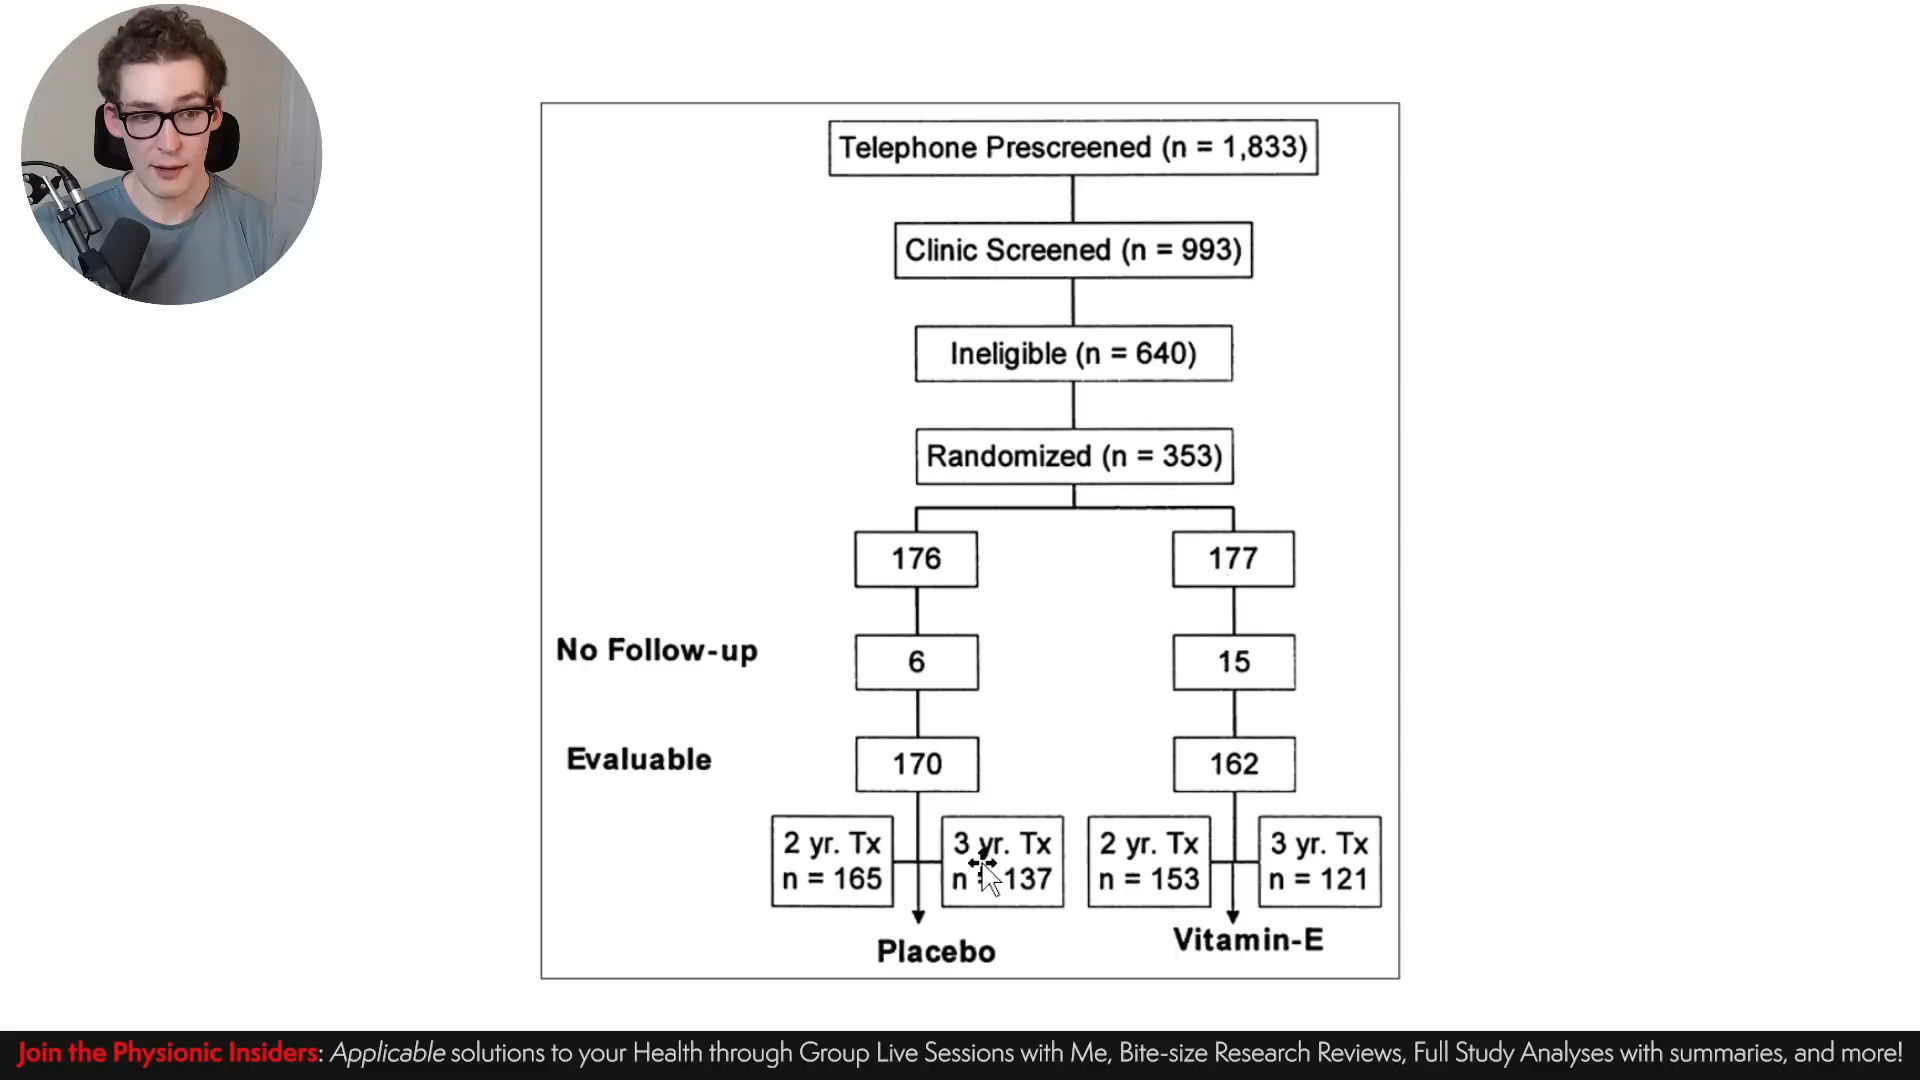 Telephone Prescreened (n = 1,833)
Clinic Screened (n = 993)
Ineligible (n = 640)
Randomized (n = 353)
176
177
No Follow-up
6
15
Evaluable
170
162
2 yr. Tx
n = 165
3 yr. Tx
n = 137
2 yr. Tx
n = 153
3 yr. Tx
n = 121
Placebo
Vitamin-E
Join the Physionic Insiders: Applicable solutions to your Health through Group Live Sessions with Me, Bite-size Research Reviews, Full Study Analyses with summaries, and more!